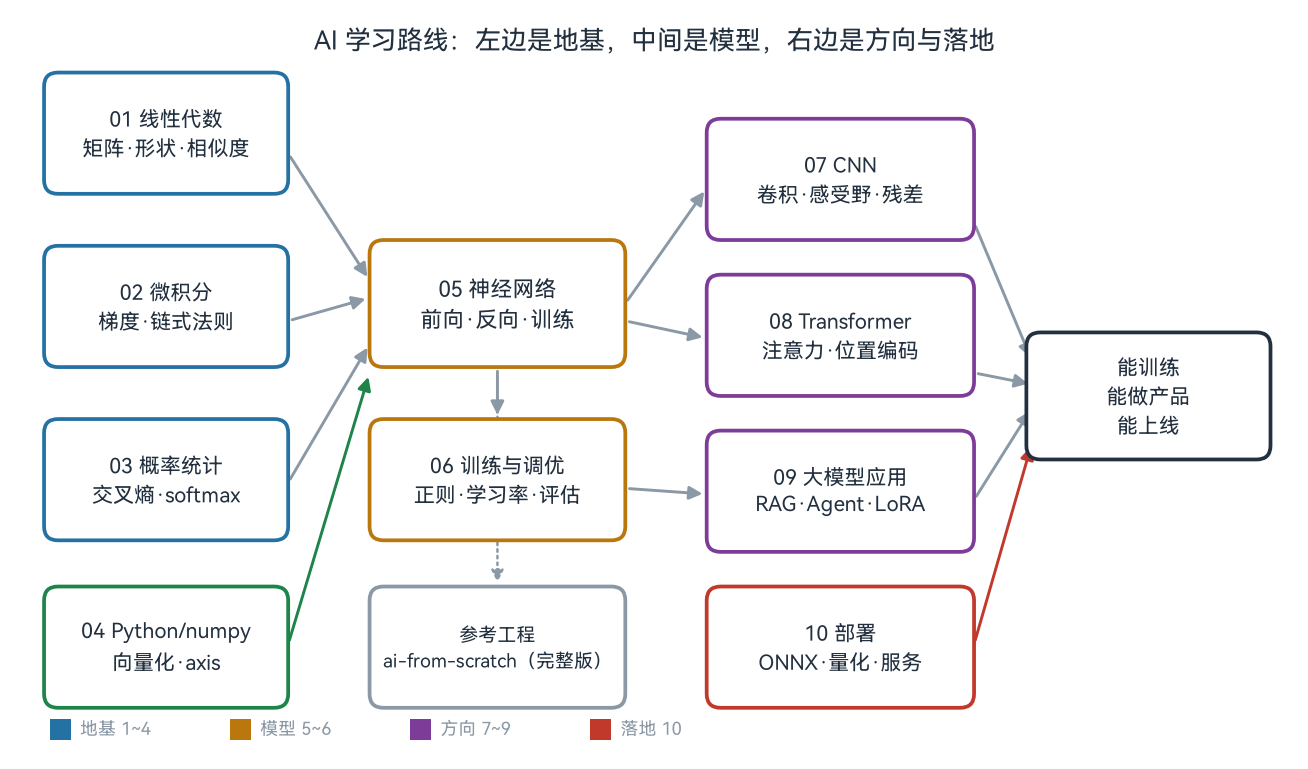 AI 学习路线：左边是地基，中间是模型，右边是方向与落地
01 线性代数
矩阵·形状·相似度
02 微积分
梯度·链式法则
03 概率统计
交叉熵·softmax
04 Python/numpy
向量化·axis
05 神经网络
前向·反向·训练
06 训练与调优
正则·学习率·评估
参考工程
ai-from-scratch（完整版）
07 CNN
卷积·感受野·残差
08 Transformer
注意力·位置编码
09 大模型应用
RAG·Agent·LoRA
10 部署
ONNX·量化·服务
能训练
能做产品
能上线
地基 1~4
模型 5~6
方向 7~9
落地 10